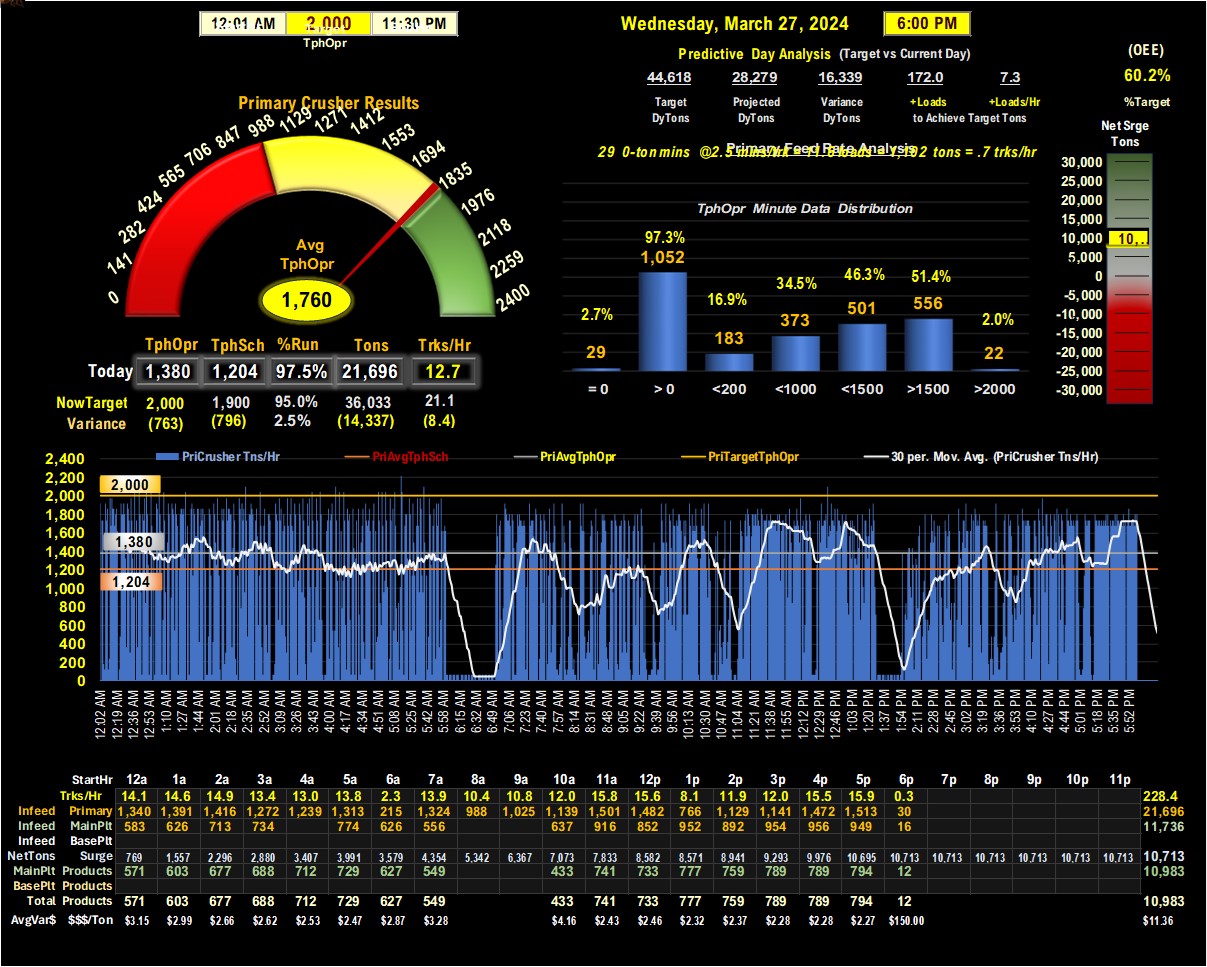 12:01 AM 2,000 11:30 PM
TphOpr
Wednesday, March 27, 2024 6:00 PM
Predictive Day Analysis (Target vs Current Day)
44,618 28,279 16,339 172.0 7.3
Target Projected Variance +Loads +Loads/Hr
DyTons DyTons DyTons to Achieve Target Tons
(OEE)
60.2%
%Target
Net Srge
Tons
Primary Crusher Results
0 141 282 424 565 706 847 988 1129 1271 1412 1553 1694 1835 1976 2118 2259 2400
Avg
TphOpr
1,760
Primary Feed Rate Analysis
29 0-ton mins @2.5 mins/ld = 11.6 loads = 1,102 tons = .7 trks/hr
TphOpr Minute Data Distribution
2.7% 97.3% 16.9% 34.5% 46.3% 51.4% 2.0%
29 1,052 183 373 501 556 22
= 0 > 0 <200 <1000 <1500 >1500 >2000
30,000
25,000
20,000
15,000
10,000
5,000
0
-5,000
-10,000
-15,000
-20,000
-25,000
-30,000
10,..
TphOpr TphSch %Run Tons Trks/Hr
Today 1,380 1,204 97.5% 21,696 12.7
NowTarget 2,000 1,900 95.0% 36,033 21.1
Variance (763) (796) 2.5% (14,337) (8.4)
PriCrusher Tns/Hr PriAvgTphSch PriAvgTphOpr PriTargetTphOpr 30 per. Mov. Avg. (PriCrusher Tns/Hr)
2,400
2,200
2,000
1,800
1,600
1,400
1,200
1,000
800
600
400
200
0
2,000
1,380
1,204
12:02 AM 12:19 AM 12:36 AM 12:53 AM 1:10 AM 1:27 AM 1:44 AM 2:01 AM 2:18 AM 2:35 AM 2:52 AM 3:09 AM 3:26 AM 3:43 AM 4:00 AM 4:17 AM 4:34 AM 4:51 AM 5:08 AM 5:25 AM 5:42 AM 5:58 AM 6:15 AM 6:32 AM 6:49 AM 7:06 AM 7:23 AM 7:40 AM 7:57 AM 8:14 AM 8:31 AM 8:48 AM 9:05 AM 9:22 AM 9:39 AM 9:56 AM 10:13 AM 10:30 AM 10:47 AM 11:04 AM 11:21 AM 11:38 AM 11:55 AM 12:12 PM 12:29 PM 12:46 PM 1:03 PM 1:20 PM 1:37 PM 1:54 PM 2:11 PM 2:28 PM 2:45 PM 3:02 PM 3:19 PM 3:36 PM 3:53 PM 4:10 PM 4:27 PM 4:44 PM 5:01 PM 5:18 PM 5:35 PM 5:52 PM
StartHr 12a 1a 2a 3a 4a 5a 6a 7a 8a 9a 10a 11a 12p 1p 2p 3p 4p 5p 6p 7p 8p 9p 10p 11p
Trks/Hr 14.1 14.6 14.9 13.4 13.0 13.8 2.3 13.9 10.4 10.8 12.0 15.8 15.6 8.1 11.9 12.0 15.5 15.9 0.3 228.4
Infeed Primary 1,340 1,391 1,416 1,272 1,239 1,313 215 1,324 988 1,025 1,139 1,501 1,482 766 1,129 1,141 1,472 1,513 30 21,696
Infeed MainPlt 583 626 713 734 774 626 556 637 916 852 952 892 954 956 949 16 11,736
Infeed BasePlt
NetTons Surge 769 1,557 2,296 2,880 3,407 3,991 3,579 4,354 5,342 6,367 7,073 7,833 8,582 8,571 8,941 9,293 9,976 10,695 10,713 10,713 10,713 10,713 10,713 10,713 10,713
MainPlt Products 571 603 677 688 712 729 627 549 433 741 733 777 759 789 789 794 12 10,983
BasePlt Products
Total Products 571 603 677 688 712 729 627 549 433 741 733 777 759 789 789 794 12 10,983
AvgVar$ $$$/Ton $3.15 $2.99 $2.66 $2.62 $2.53 $2.47 $2.87 $3.28 $4.16 $2.43 $2.46 $2.32 $2.37 $2.28 $2.28 $2.27 $150.00 $11.36